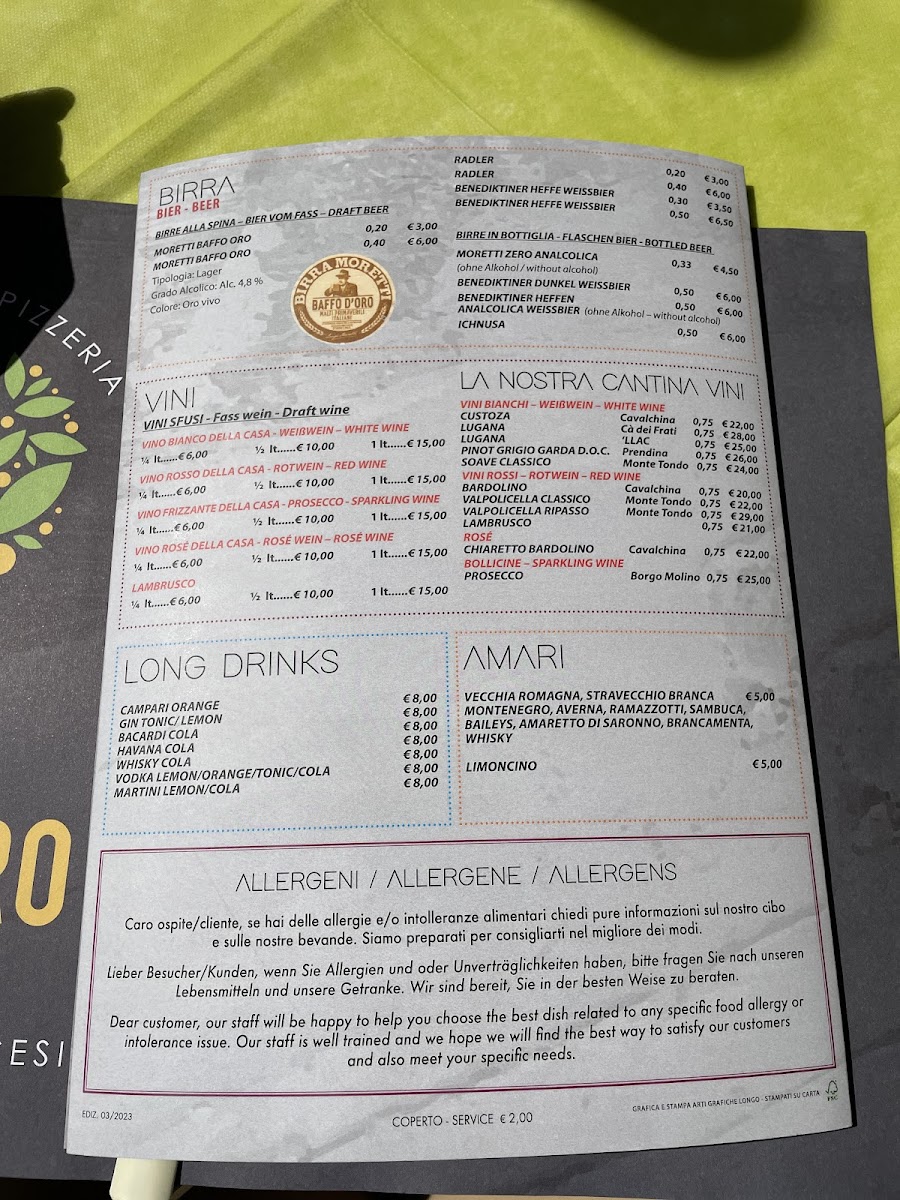 BIRRA
BIER - BEER
BIRRE ALLA SPINA – BIER VOM FASS – DRAFT BEER
MORETTI BAFFO ORO 0,20 € 3,00
MORETTI BAFFO ORO 0,40 € 6,00
Tipologia: Lager
Grado Alcolico: Alc. 4,8 %
Colore: Oro vivo
BIRRA MORETTI
BAFFO D'ORO
MALTI PRIMAVERILI
ITALIANI
RADLER 0,20 € 3,00
RADLER 0,40 € 6,00
BENEDIKTINER HEFFE WEISSBIER 0,30 € 3,50
BENEDIKTINER HEFFE WEISSBIER 0,50 € 6,50
BIRRE IN BOTTIGLIA - FLASCHEN BIER - BOTTLED BEER
MORETTI ZERO ANALCOLICA 0,33 € 4,50
(ohne Alkohol / without alcohol)
BENEDIKTINER DUNKEL WEISSBIER 0,50 € 6,00
BENEDIKTINER HEFFEN 0,50 € 6,00
ANALCOLICA WEISSBIER (ohne Alkohol – without alcohol)
ICHNUSA 0,50 € 6,00
VINI
VINI SFUSI - Fass wein - Draft wine
VINO BIANCO DELLA CASA - WEIßWEIN – WHITE WINE
¼ lt......€ 6,00 ½ lt......€ 10,00 1 lt......€ 15,00
VINO ROSSO DELLA CASA - ROTWEIN – RED WINE
¼ lt......€ 6,00 ½ lt......€ 10,00 1 lt......€ 15,00
VINO FRIZZANTE DELLA CASA - PROSECCO - SPARKLING WINE
¼ lt......€ 6,00 ½ lt......€ 10,00 1 lt......€ 15,00
VINO ROSÉ DELLA CASA - ROSÉ WEIN – ROSÉ WINE
¼ lt......€ 6,00 ½ lt......€ 10,00 1 lt......€ 15,00
LAMBRUSCO
¼ lt......€ 6,00 ½ lt......€ 10,00 1 lt......€ 15,00
LA NOSTRA CANTINA VINI
VINI BIANCHI – WEIßWEIN – WHITE WINE
CUSTOZA Cavalchina 0,75 € 22,00
LUGANA Cà dei Frati 0,75 € 28,00
LUGANA 'LLAC 0,75 € 25,00
PINOT GRIGIO GARDA D.O.C. Prendina 0,75 € 26,00
SOAVE CLASSICO Monte Tondo 0,75 € 24,00
VINI ROSSI – ROTWEIN – RED WINE
BARDOLINO Cavalchina 0,75 € 20,00
VALPOLICELLA CLASSICO Monte Tondo 0,75 € 22,00
VALPOLICELLA RIPASSO Monte Tondo 0,75 € 29,00
LAMBRUSCO 0,75 € 21,00
ROSÉ
CHIARETTO BARDOLINO Cavalchina 0,75 € 22,00
BOLLICINE – SPARKLING WINE
PROSECCO Borgo Molino 0,75 € 25,00
LONG DRINKS
CAMPARI ORANGE € 8,00
GIN TONIC/ LEMON € 8,00
BACARDI COLA € 8,00
HAVANA COLA € 8,00
WHISKY COLA € 8,00
VODKA LEMON/ORANGE/TONIC/COLA € 8,00
MARTINI LEMON/COLA € 8,00
AMARI
VECCHIA ROMAGNA, STRAVECCHIO BRANCA € 5,00
MONTENEGRO, AVERNA, RAMAZZOTTI, SAMBUCA,
BAILEYS, AMARETTO DI SARONNO, BRANCAMENTA,
WHISKY
LIMONCINO € 5,00
ALLERGENI / ALLERGENE / ALLERGENS
Caro ospite/cliente, se hai delle allergie e/o intolleranze alimentari chiedi pure informazioni sul nostro cibo
e sulle nostre bevande. Siamo preparati per consigliarti nel migliore dei modi.
Lieber Besucher/Kunden, wenn Sie Allergien und oder Unverträglichkeiten haben, bitte fragen Sie nach unseren
Lebensmitteln und unsere Getranke. Wir sind bereit, Sie in der besten Weise zu beraten.
Dear customer, our staff will be happy to help you choose the best dish related to any specific food allergy or
intolerance issue. Our staff is well trained and we hope we will find the best way to satisfy our customers
and also meet your specific needs.
EDIZ. 03/2023
COPERTO - SERVICE € 2,00
GRAFICA E STAMPA ARTI GRAFICHE LONGO - STAMPATI SU CARTA
FSC
PIZZERIA
RO
TESI